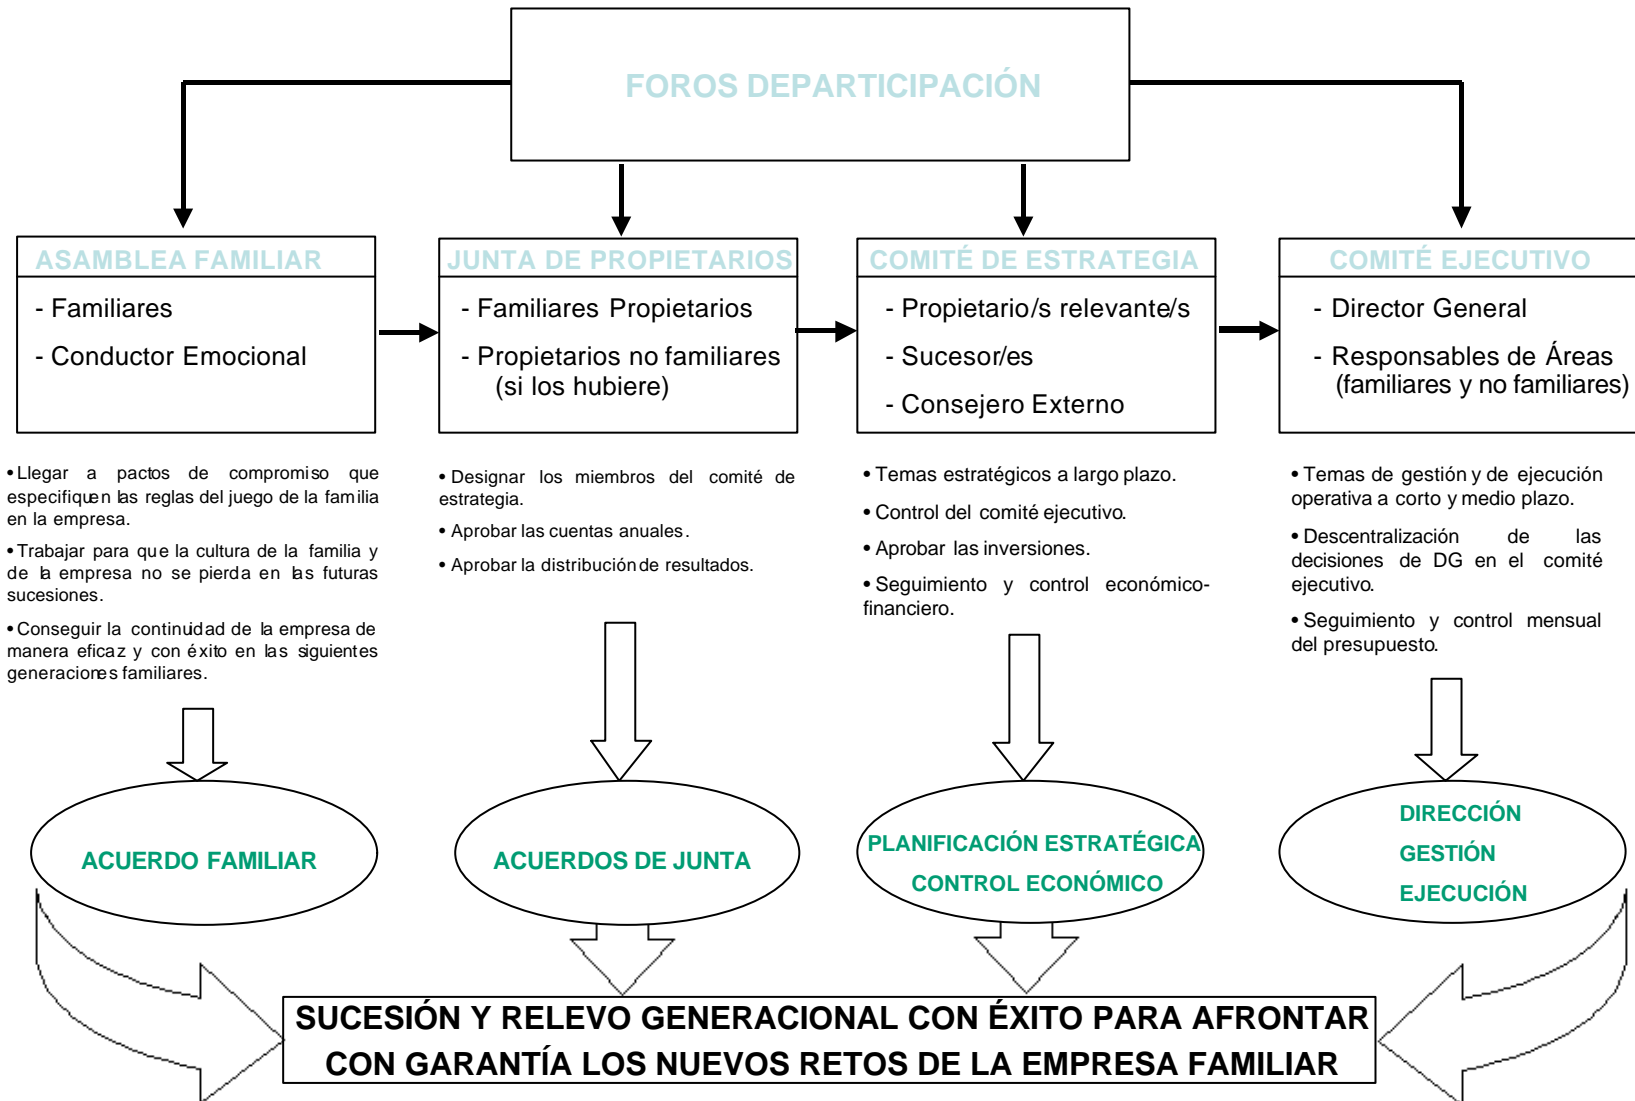 FOROS DEPARTICIPACIÓN
ASAMBLEA FAMILIAR
- Familiares
- Conductor Emocional
JUNTA DE PROPIETARIOS
- Familiares Propietarios
- Propietarios no familiares
(si los hubiere)
COMITÉ DE ESTRATEGIA
- Propietario/s relevante/s
- Sucesor/es
- Consejero Externo
COMITÉ EJECUTIVO
- Director General
- Responsables de Áreas
(familiares y no familiares)
• Llegar a pactos de compromiso que
especifiquen las reglas del juego de la familia
en la empresa.
• Trabajar para que la cultura de la familia y
de la empresa no se pierda en las futuras
sucesiones.
• Conseguir la continuidad de la empresa de
manera eficaz y con éxito en las siguientes
generaciones familiares.
• Designar los miembros del comité de
estrategia.
• Aprobar las cuentas anuales.
• Aprobar la distribución de resultados.
• Temas estratégicos a largo plazo.
• Control del comité ejecutivo.
• Aprobar las inversiones.
• Seguimiento y control económico-
financiero.
• Temas de gestión y de ejecución
operativa a corto y medio plazo.
• Descentralización de las
decisiones de DG en el comité
ejecutivo.
• Seguimiento y control mensual
del presupuesto.
ACUERDO FAMILIAR
ACUERDOS DE JUNTA
PLANIFICACIÓN ESTRATÉGICA
CONTROL ECONÓMICO
DIRECCIÓN
GESTIÓN
EJECUCIÓN
SUCESIÓN Y RELEVO GENERACIONAL CON ÉXITO PARA AFRONTAR
CON GARANTÍA LOS NUEVOS RETOS DE LA EMPRESA FAMILIAR